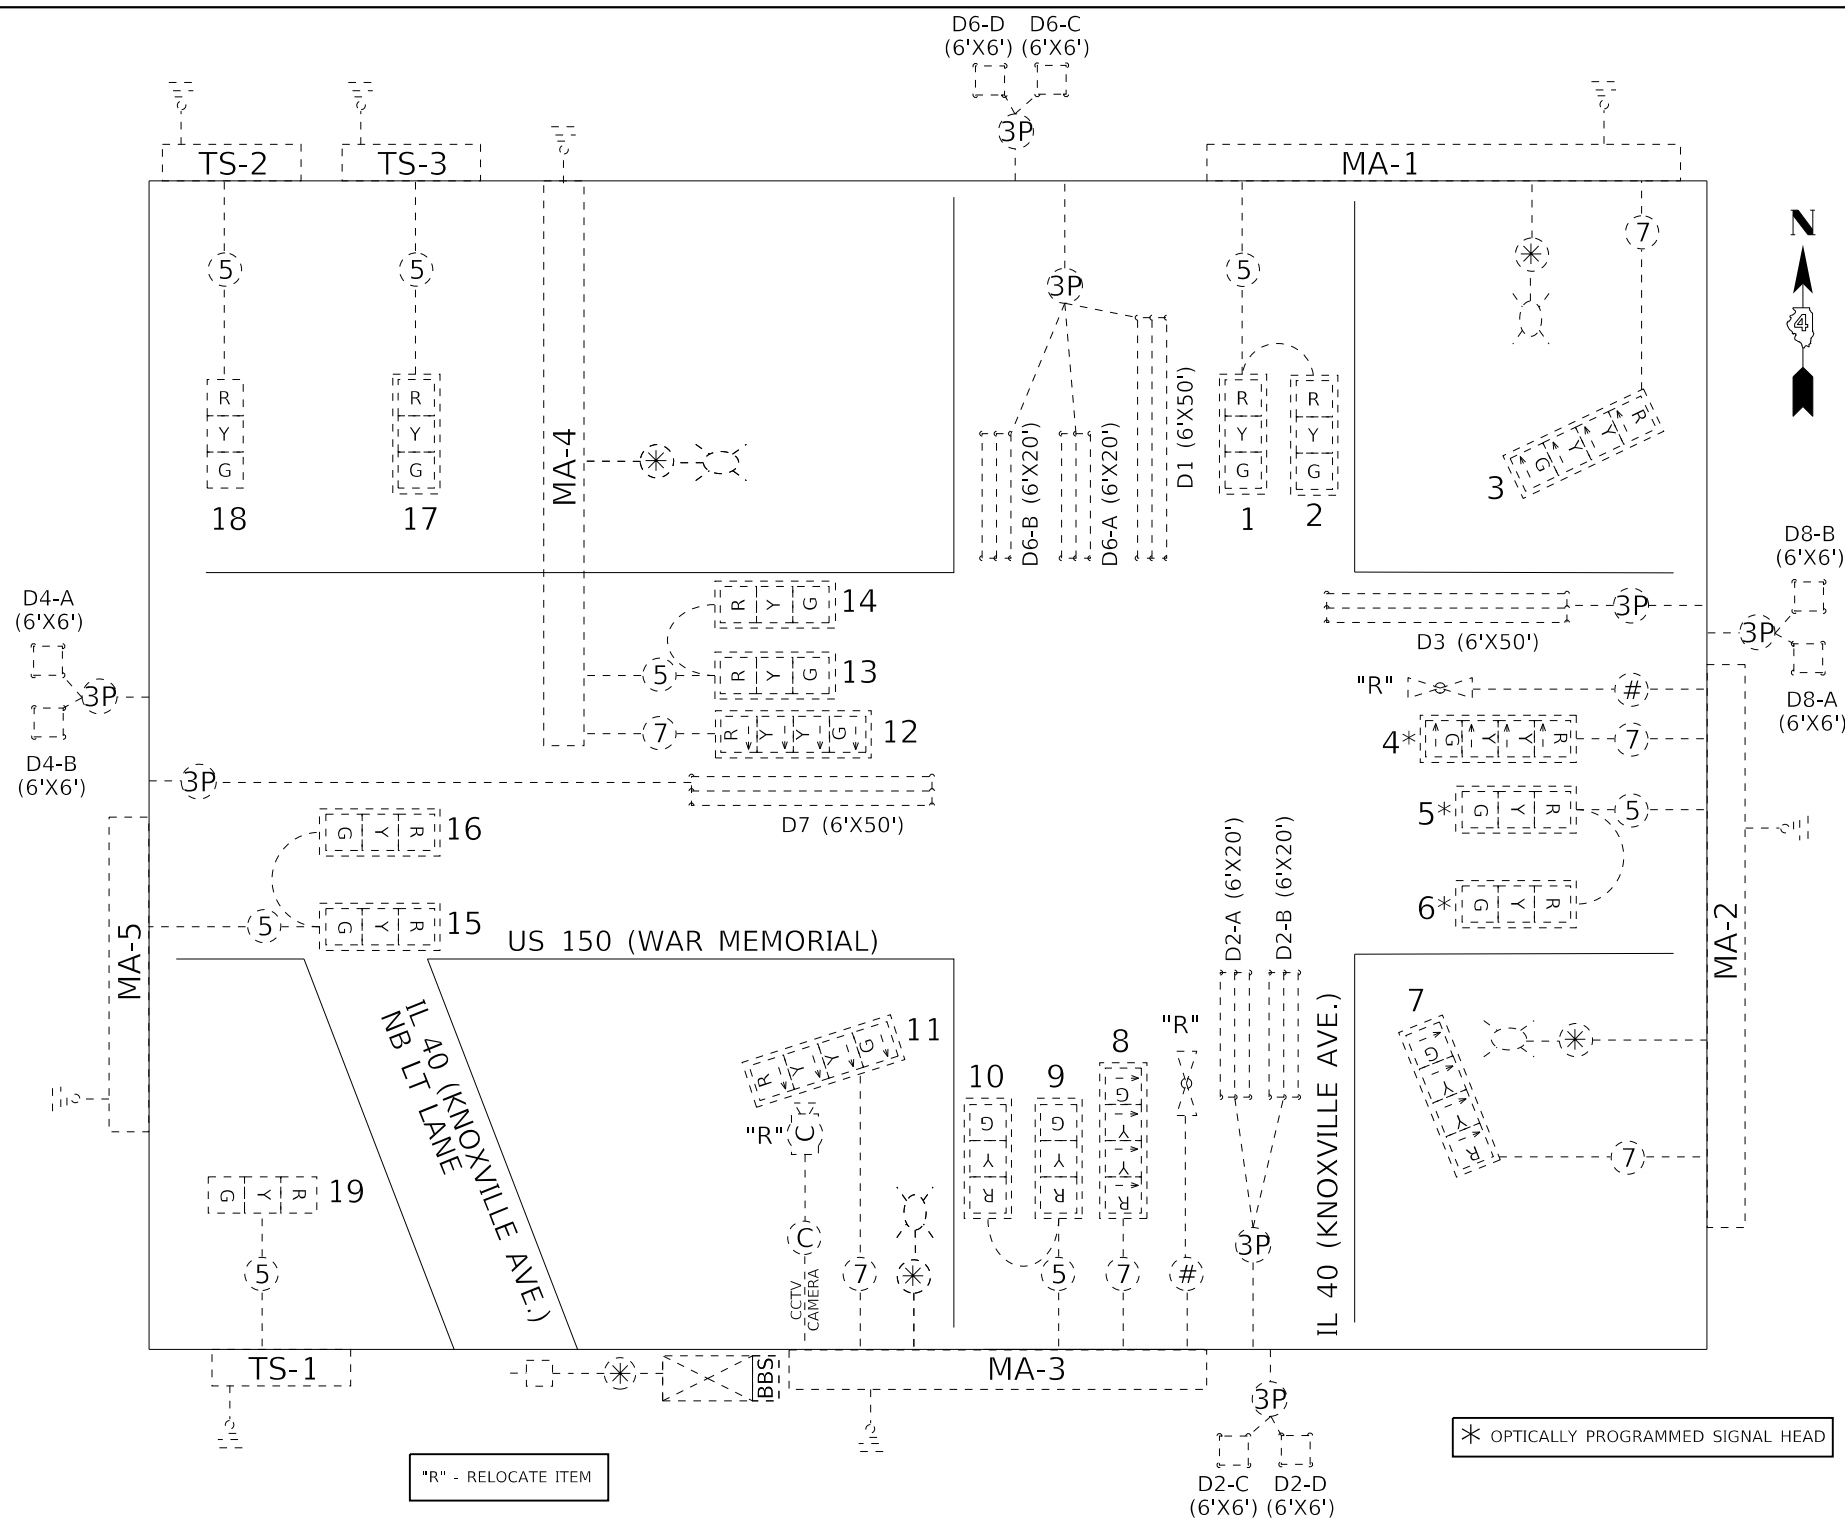 D6-D D6-C
(6'X6') (6'X6')
3P
TS-2
TS-3
MA-1
N
4
5
5
3P
5
*
7
R
Y
G
18
R
Y
G
17
MA-4
*
D6-B (6'X20')
D6-A (6'X20')
D1 (6'X50')
R
Y
G
1
R
Y
G
2
R
Y
Y
G
3
D8-B
(6'X6')
3P
D8-A
(6'X6')
D4-A
(6'X6')
3P
D4-B
(6'X6')
R Y G 14
5 R Y G 13
7 R Y Y G 12
3P
D7 (6'X50')
3P
D3 (6'X50')
"R" #
4* G Y Y R 7
5* G Y R 5
6* G Y R
MA-2
G Y R 16
5 G Y R 15
MA-5
US 150 (WAR MEMORIAL)
D2-A (6'X20')
D2-B (6'X20')
IL 40 (KNOXVILLE AVE.)
NB LT LANE
R Y Y G 11
"R" C
C
CCTV
CAMERA
7
*
10
G
Y
R
9
G
Y
R
5
8
G
Y
Y
R
7
"R"
#
3P
IL 40 (KNOXVILLE AVE.)
7
G
Y
Y
R
*
7
G Y R 19
5
TS-1
*
BBS
MA-3
3P
D2-C D2-D
(6'X6') (6'X6')
"R" - RELOCATE ITEM
* OPTICALLY PROGRAMMED SIGNAL HEAD